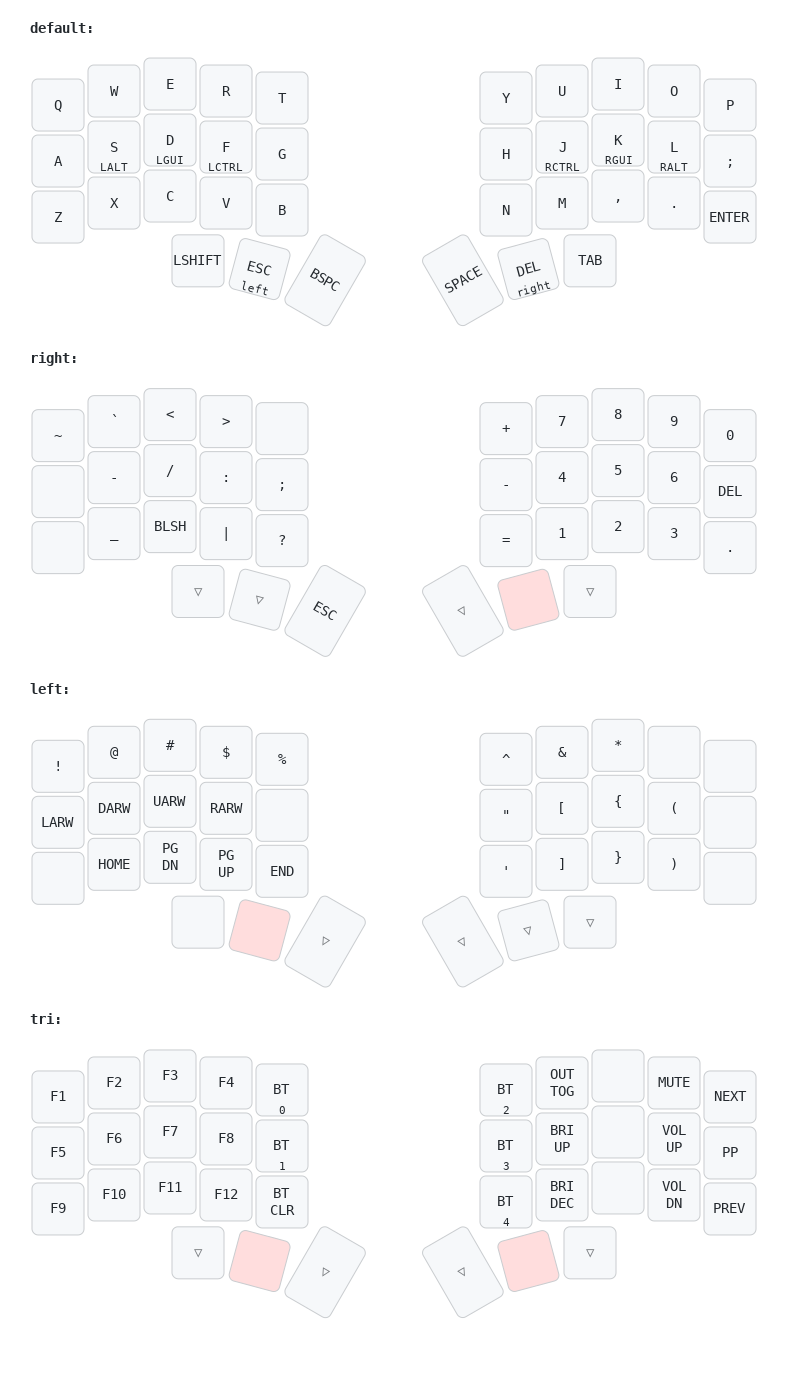 default:
Q W E R T Y U I O P
A S D F G H J K L ;
LALT LGUI LCTRL RCTRL RGUI RALT
Z X C V B N M , . ENTER
LSHIFT ESC BSPC SPACE DEL TAB
left right
right:
~ ` < > + 7 8 9 0
- / : ; - 4 5 6 DEL
_ BLSH | ? = 1 2 3 .
▽ ▽ ESC ◁ ▽
left:
! @ # $ % ^ & *
LARW DARW UARW RARW " [ { (
HOME PG DN PG UP END ' ] } )
▷ ◁ ▽ ▽
tri:
F1 F2 F3 F4 BT 0 BT 2 OUT TOG MUTE NEXT
F5 F6 F7 F8 BT 1 BT 3 BRI UP VOL UP PP
F9 F10 F11 F12 BT CLR BT 4 BRI DEC VOL DN PREV
▽ ▷ ◁ ▽